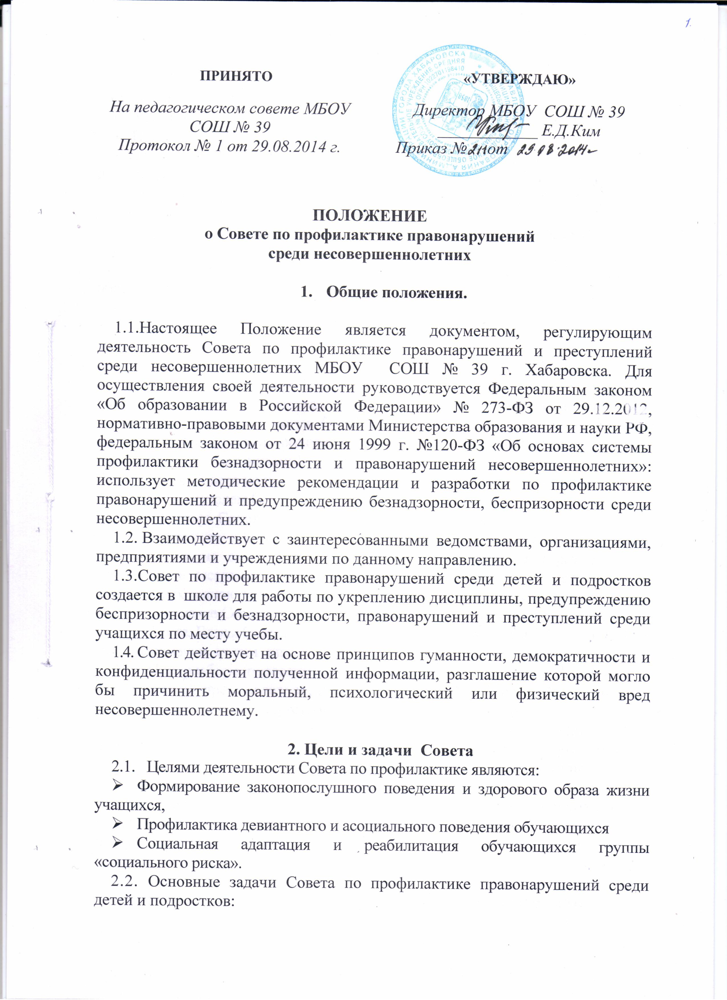 1.
ПРИНЯТО
«УТВЕРЖДАЮ»
На педагогическом совете МБОУ
СОШ № 39
Протокол № 1 от 29.08.2014 г.
Директор МБОУ СОШ № 39
Е.Д.Ким
Приказ № 211 от 29.08.2014
ПОЛОЖЕНИЕ
о Совете по профилактике правонарушений
среди несовершеннолетних
1. Общие положения.
1.1.Настоящее Положение является документом, регулирующим
деятельность Совета по профилактике правонарушений и преступлений
среди несовершеннолетних МБОУ СОШ № 39 г. Хабаровска. Для
осуществления своей деятельности руководствуется Федеральным законом
«Об образовании в Российской Федерации» № 273-ФЗ от 29.12.2012,
нормативно-правовыми документами Министерства образования и науки РФ,
федеральным законом от 24 июня 1999 г. №120-ФЗ «Об основах системы
профилактики безнадзорности и правонарушений несовершеннолетних»:
использует методические рекомендации и разработки по профилактике
правонарушений и предупреждению безнадзорности, беспризорности среди
несовершеннолетних.
1.2. Взаимодействует с заинтересованными ведомствами, организациями,
предприятиями и учреждениями по данному направлению.
1.3.Совет по профилактике правонарушений среди детей и подростков
создается в школе для работы по укреплению дисциплины, предупреждению
беспризорности и безнадзорности, правонарушений и преступлений среди
учащихся по месту учебы.
1.4. Совет действует на основе принципов гуманности, демократичности и
конфиденциальности полученной информации, разглашение которой могло
бы причинить моральный, психологический или физический вред
несовершеннолетнему.
2. Цели и задачи Совета
2.1. Целями деятельности Совета по профилактике являются:
➢ Формирование законопослушного поведения и здорового образа жизни
учащихся,
➢ Профилактика девиантного и асоциального поведения обучающихся
➢ Социальная адаптация и реабилитация обучающихся группы
«социального риска».
2.2. Основные задачи Совета по профилактике правонарушений среди
детей и подростков: